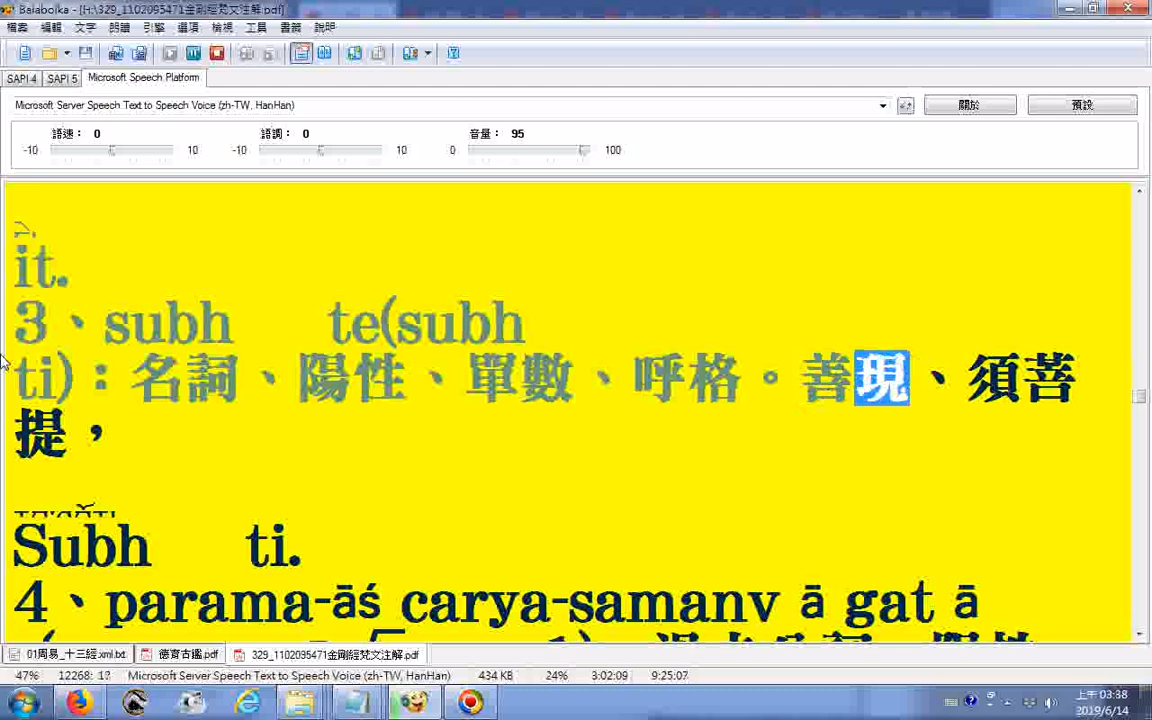 Balabolka - [H:\329_1102095471金剛經梵文注解.pdf]
檔案 編輯 文字 朗讀 引擎 選項 檢視 工具 書籤 說明
SAPI 4 SAPI 5 Microsoft Speech Platform
Microsoft Server Speech Text to Speech Voice (zh-TW, HanHan) 關於 預設
語速： 0 語調： 0 音量： 95
-10 10 -10 10 0 100
it.
3、subh te(subh
ti)：名詞、陽性、單數、呼格。善現、須菩
提，
Subh ti.
4、parama-āś carya-samanv ā gat ā
01周易_十三經.xml.txt 德育古鑑.pdf 329_1102095471金剛經梵文注解.pdf
47% 12268: 13 Microsoft Server Speech Text to Speech Voice (zh-TW, HanHan) 434 KB 24% 3:02:09 9:25:07
上午 03:38
2019/6/14